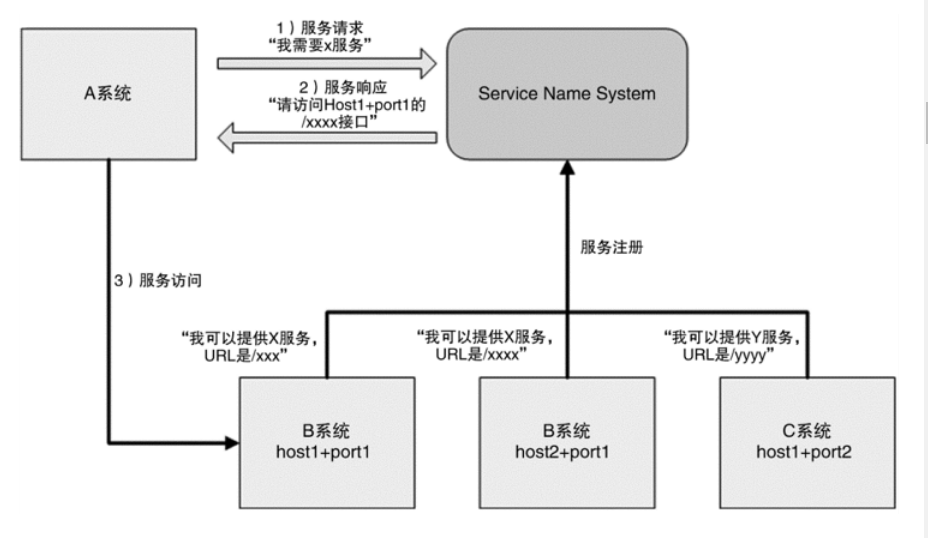 1）服务请求
“我需要x服务”
A系统
2）服务响应
“请访问Host1+port1的
/xxxx接口”
Service Name System
服务注册
3）服务访问
“我可以提供X服务，
URL是/xxx”
“我可以提供X服务，
URL是/xxxx”
“我可以提供Y服务，
URL是/yyyy”
B系统
host1+port1
B系统
host2+port1
C系统
host1+port2